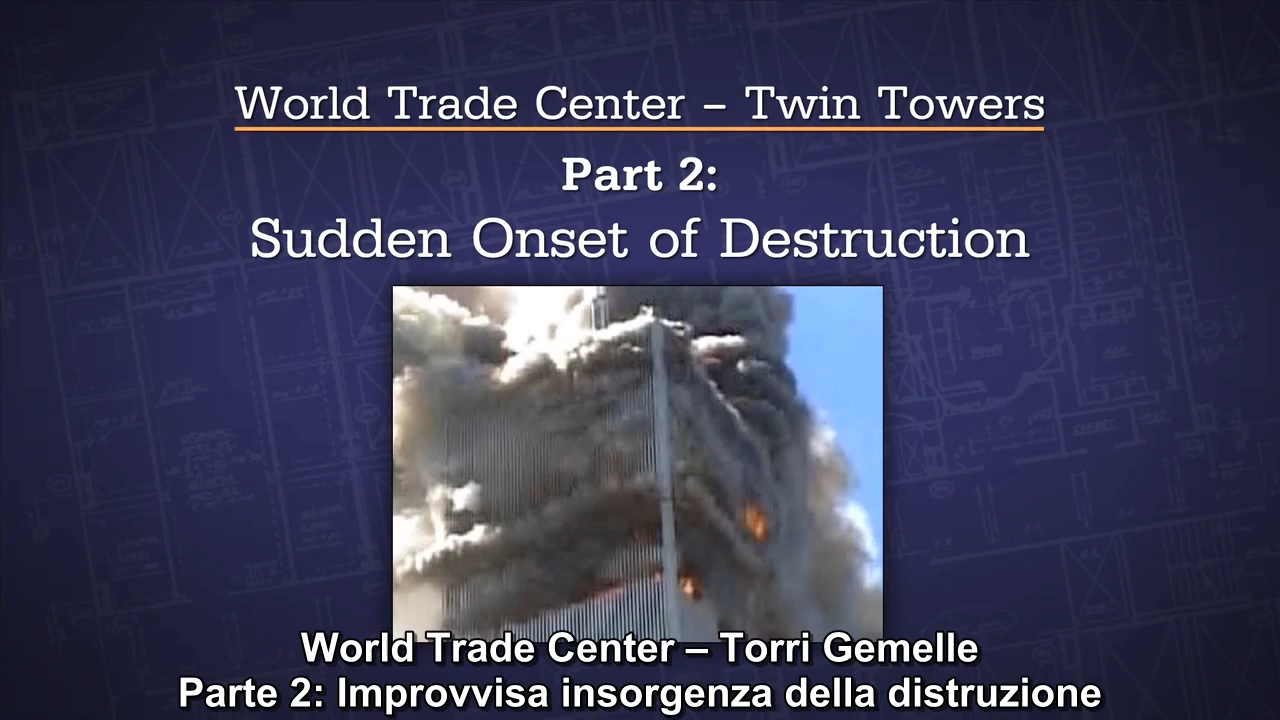 World Trade Center – Twin Towers
Part 2:
Sudden Onset of Destruction
World Trade Center – Torri Gemelle
Parte 2: Improvvisa insorgenza della distruzione